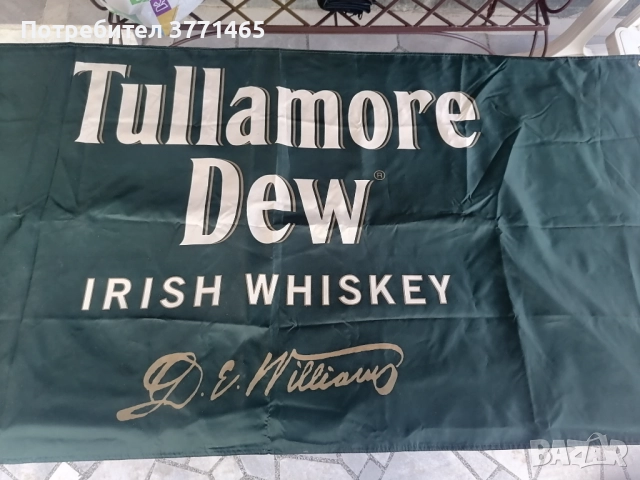 Потребител 3771465
Tullamore
Dew®
IRISH WHISKEY
D. E. Williams
BAZAR